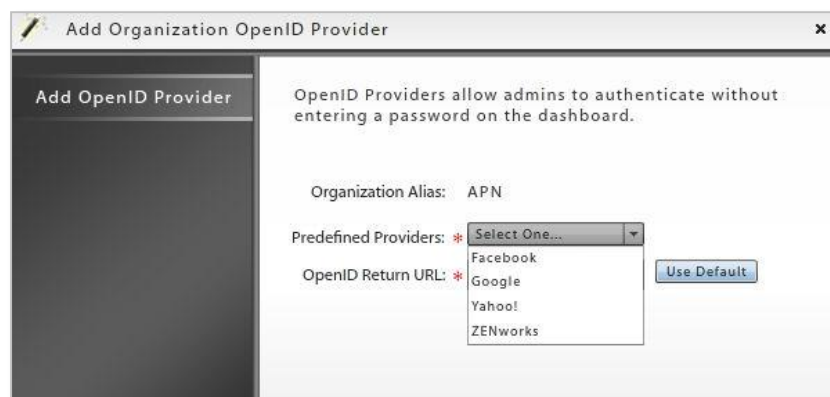 Add Organization OpenID Provider
x
Add OpenID Provider
OpenID Providers allow admins to authenticate without
entering a password on the dashboard.
Organization Alias: APN
Predefined Providers: * Select One...
Facebook
OpenID Return URL: * Google Use Default
Yahoo!
ZENworks